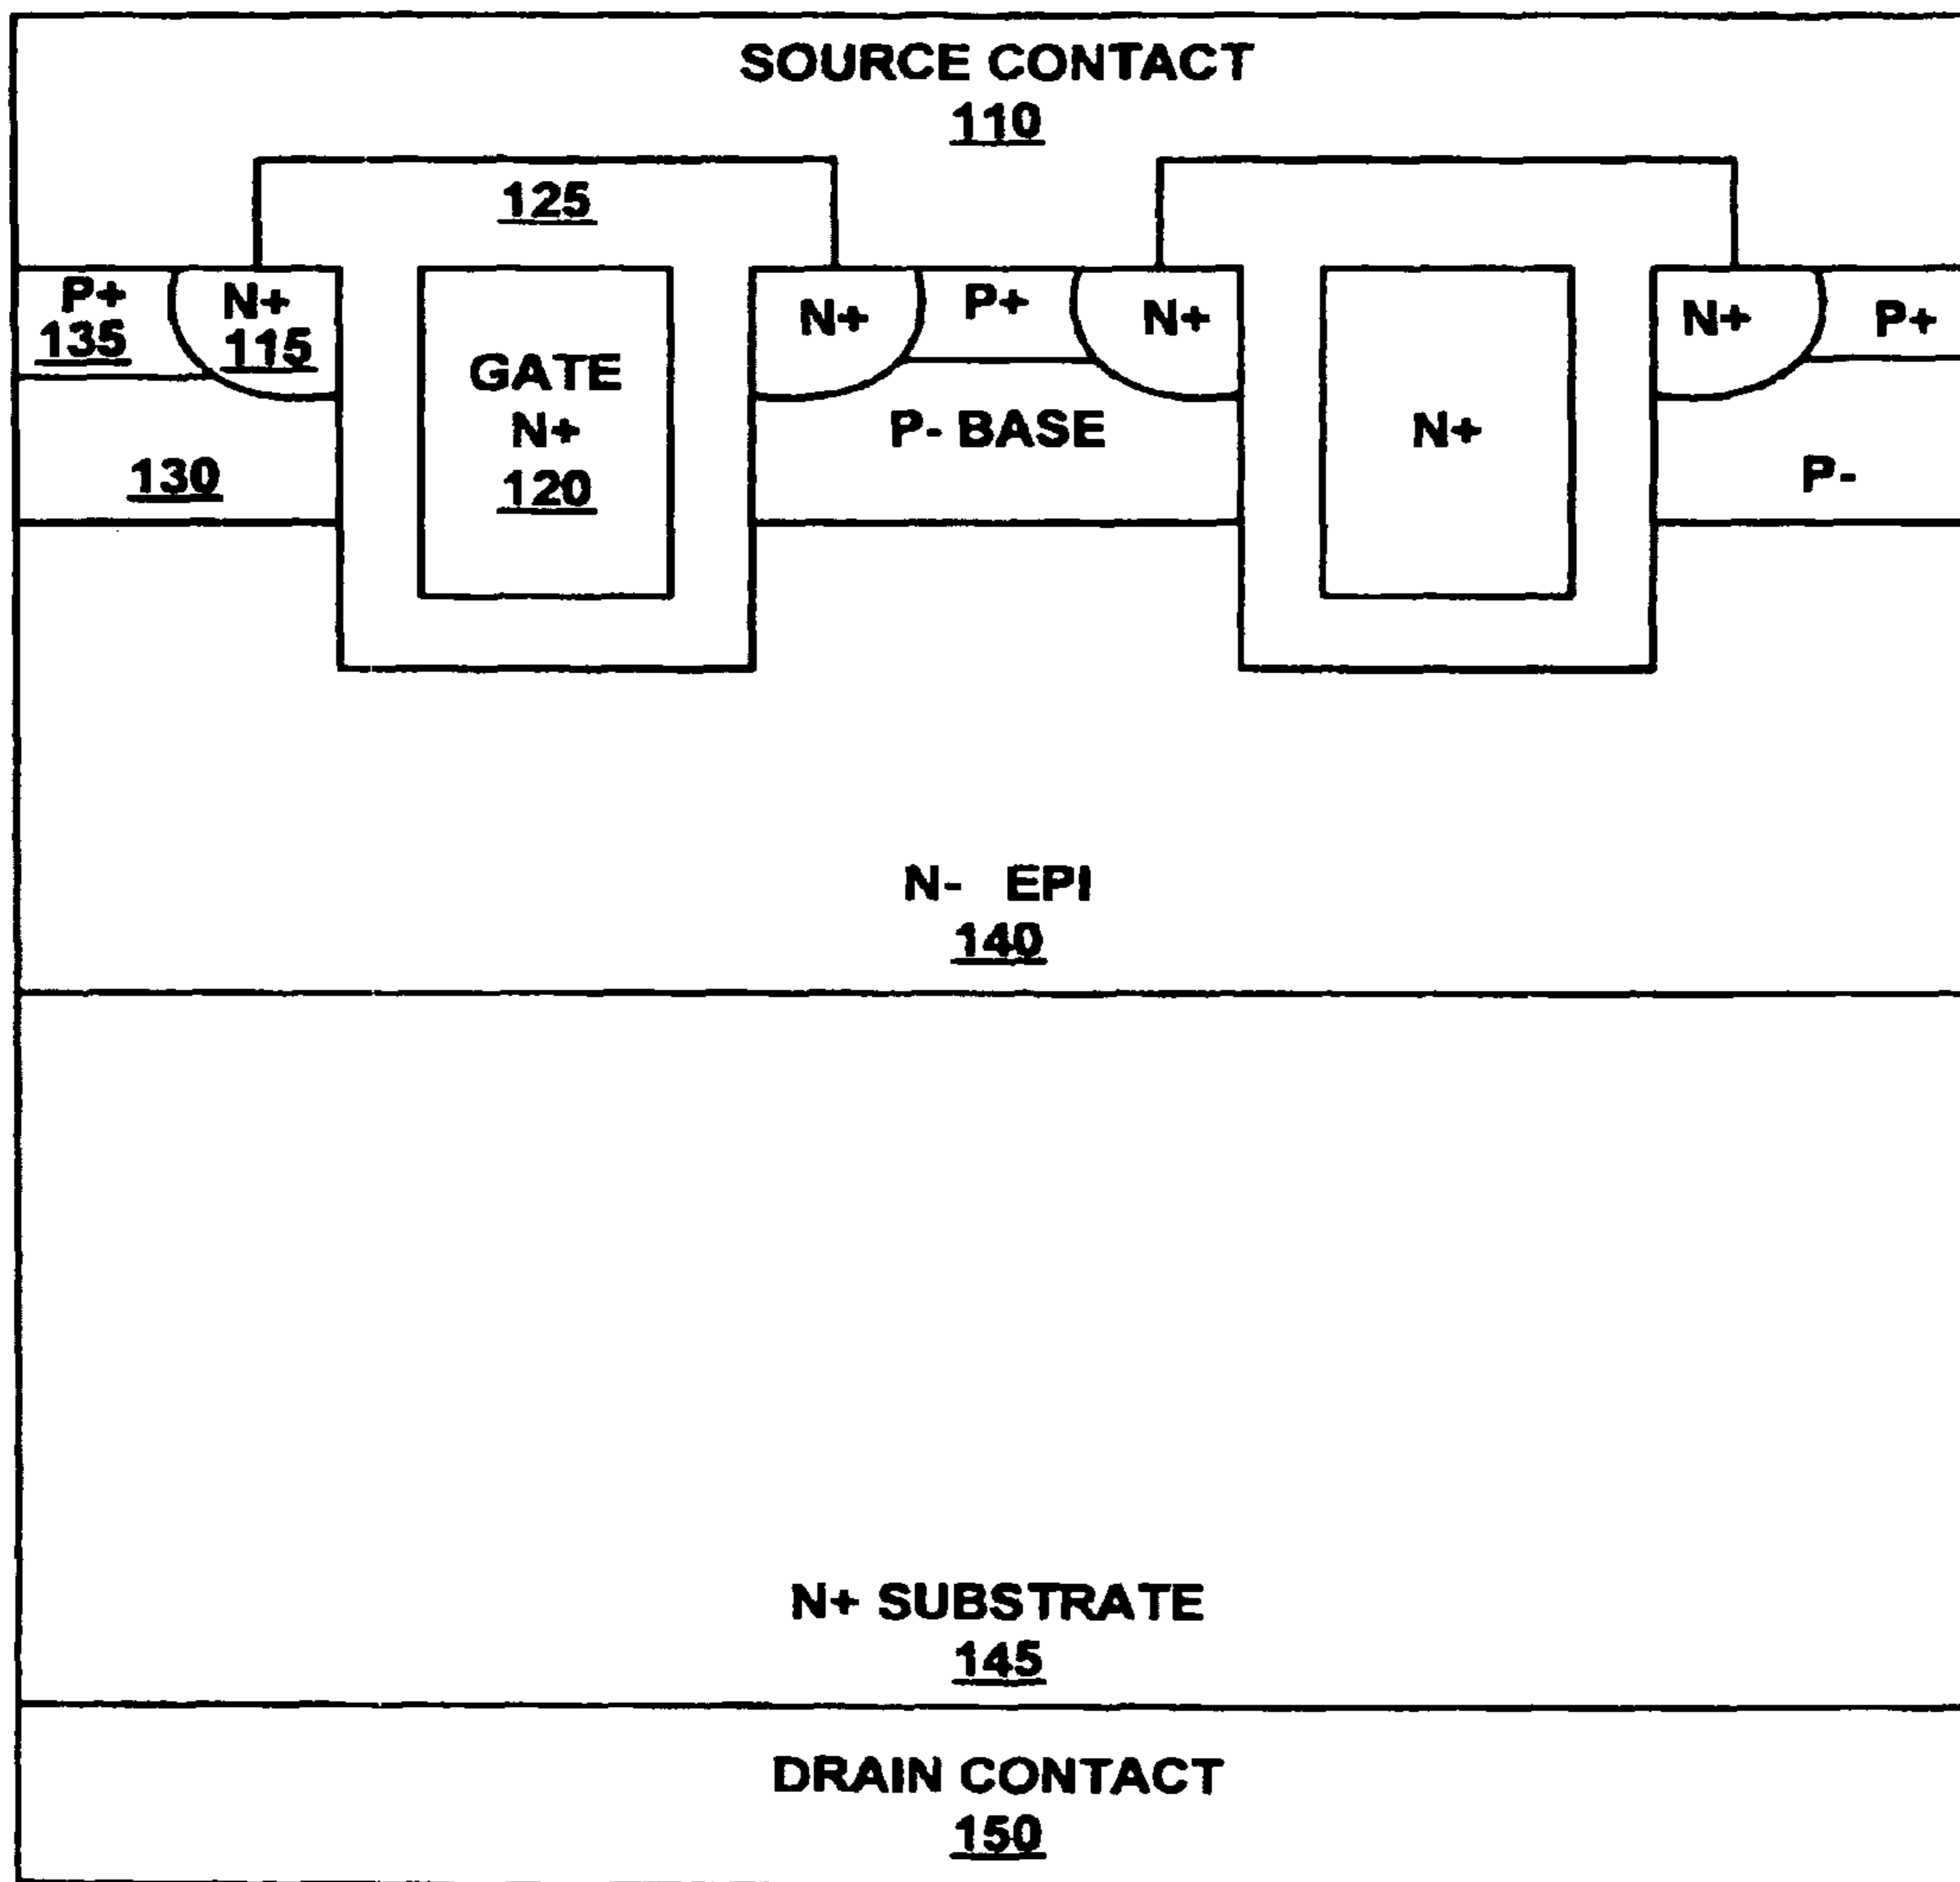 SOURCE CONTACT
110
125
P+
135
N+
115
GATE
N+
120
N+
P+
N+
N+
N+
P+
130
P- BASE
P-
N- EPI
140
N+ SUBSTRATE
145
DRAIN CONTACT
150